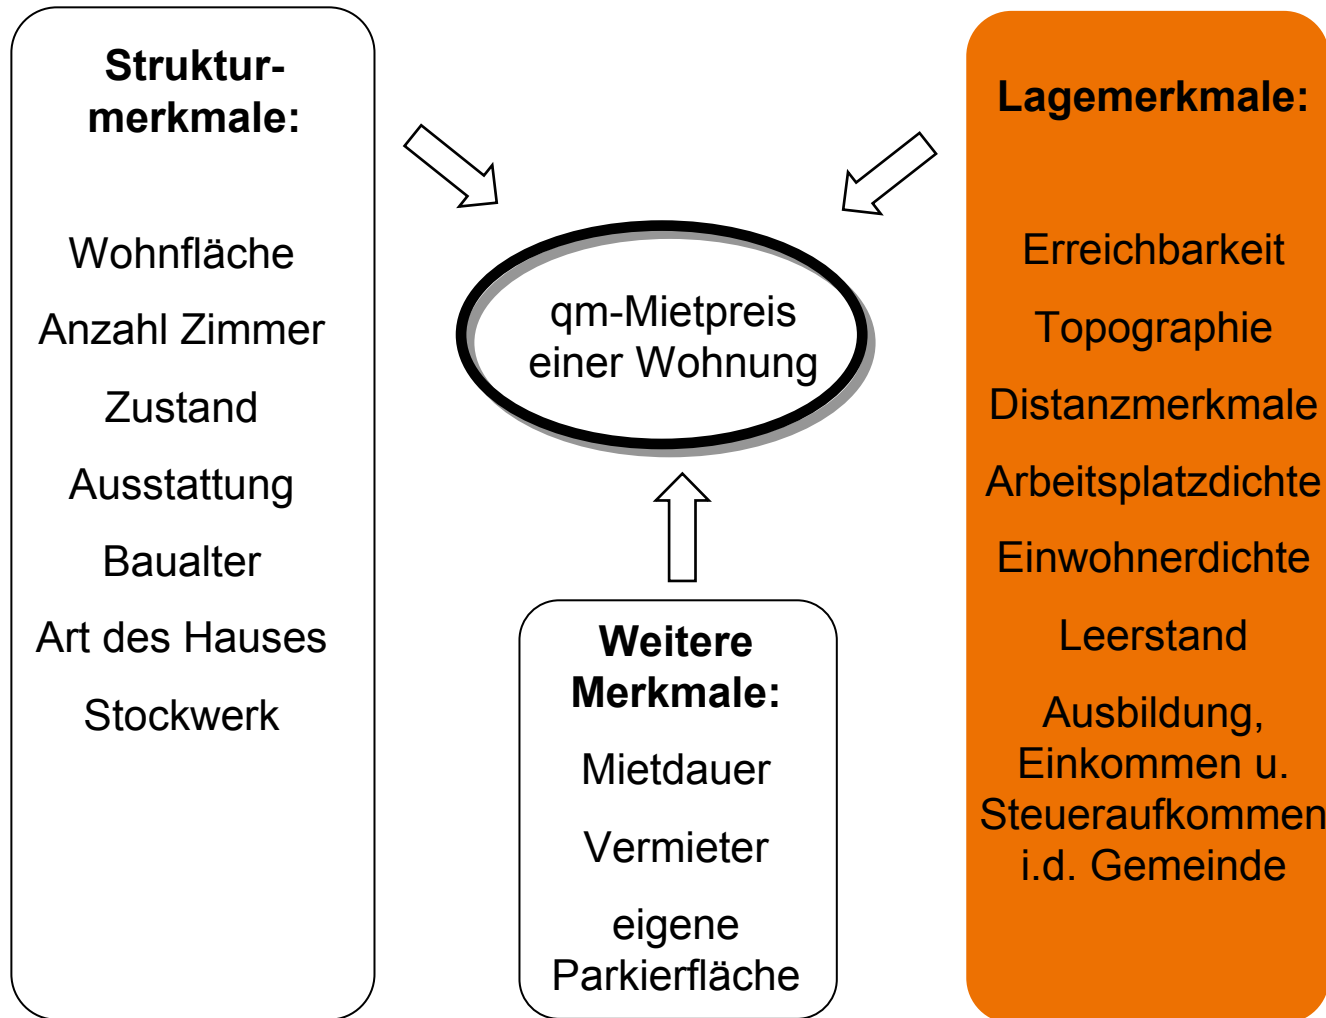 Struktur-
merkmale:
Wohnfläche
Anzahl Zimmer
Zustand
Ausstattung
Baualter
Art des Hauses
Stockwerk
qm-Mietpreis
einer Wohnung
Weitere
Merkmale:
Mietdauer
Vermieter
eigene
Parkierfläche
Lagemerkmale:
Erreichbarkeit
Topographie
Distanzmerkmale
Arbeitsplatzdichte
Einwohnerdichte
Leerstand
Ausbildung,
Einkommen u.
Steueraufkommen
i.d. Gemeinde